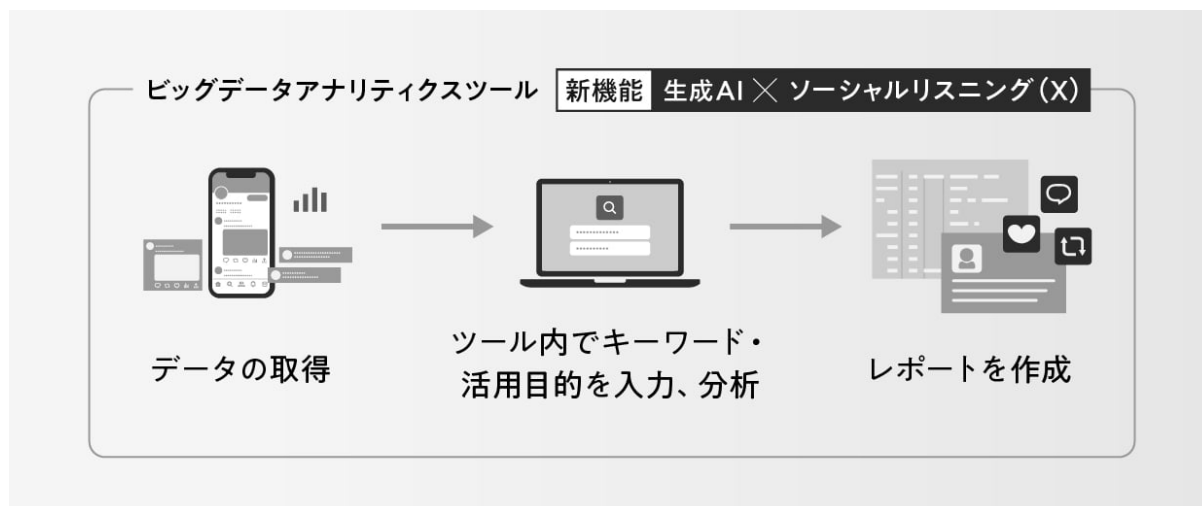 ビッグデータアナリティクスツール 新機能 生成AI × ソーシャルリスニング(X)
データの取得
ツール内でキーワード・
活用目的を入力、分析
レポートを作成